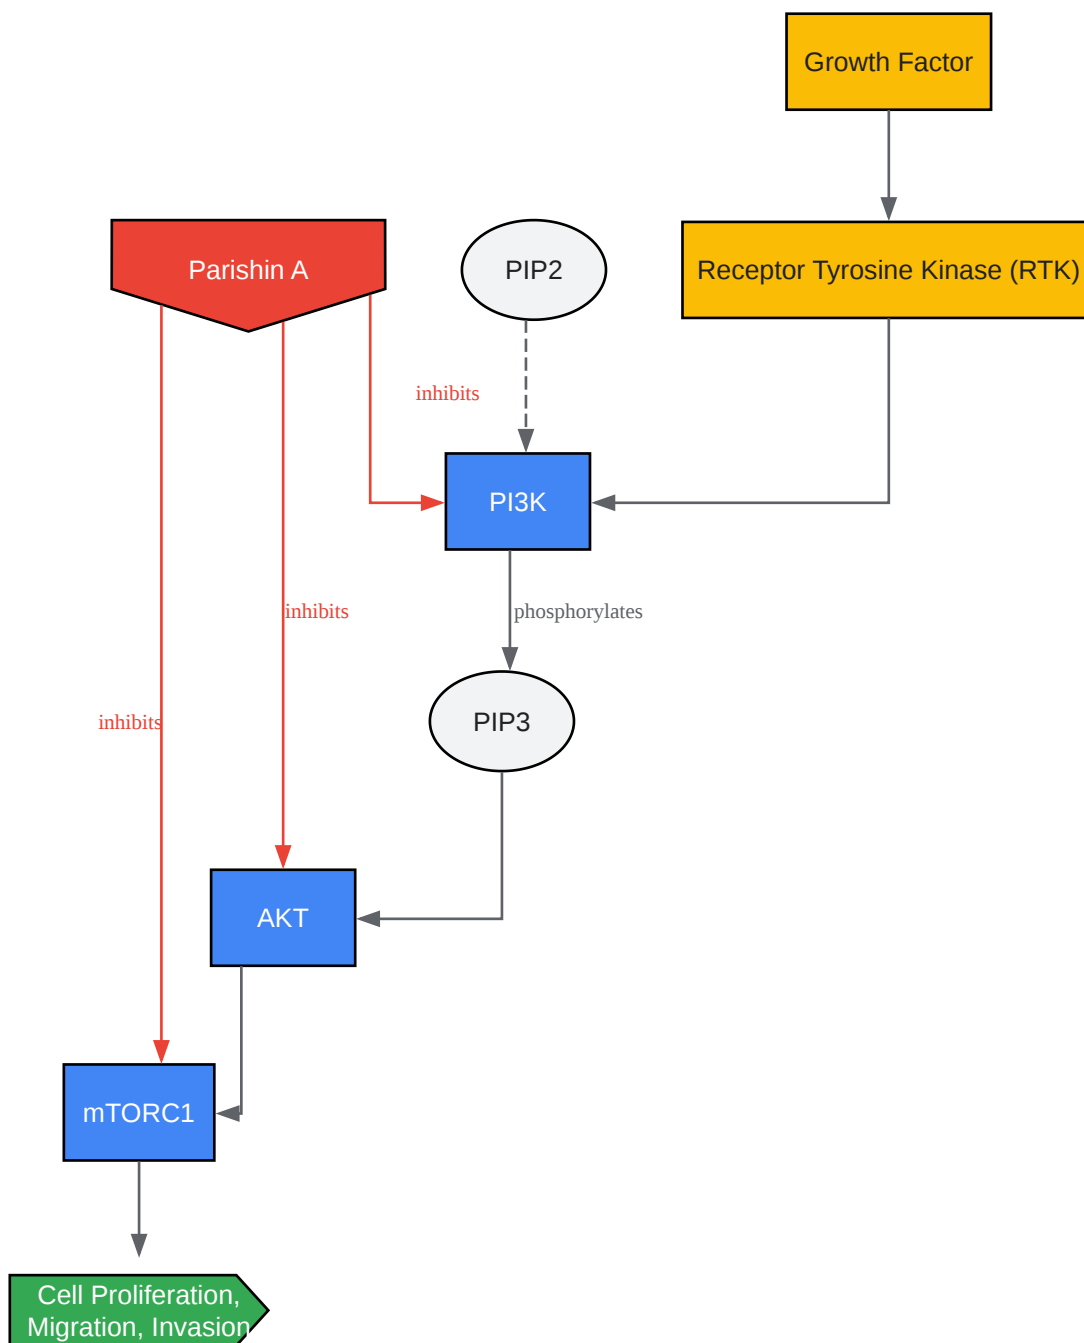 Growth Factor
Parishin A
PIP2
Receptor Tyrosine Kinase (RTK)
inhibits
PI3K
inhibits
phosphorylates
inhibits
PIP3
AKT
mTORC1
Cell Proliferation,
Migration, Invasion